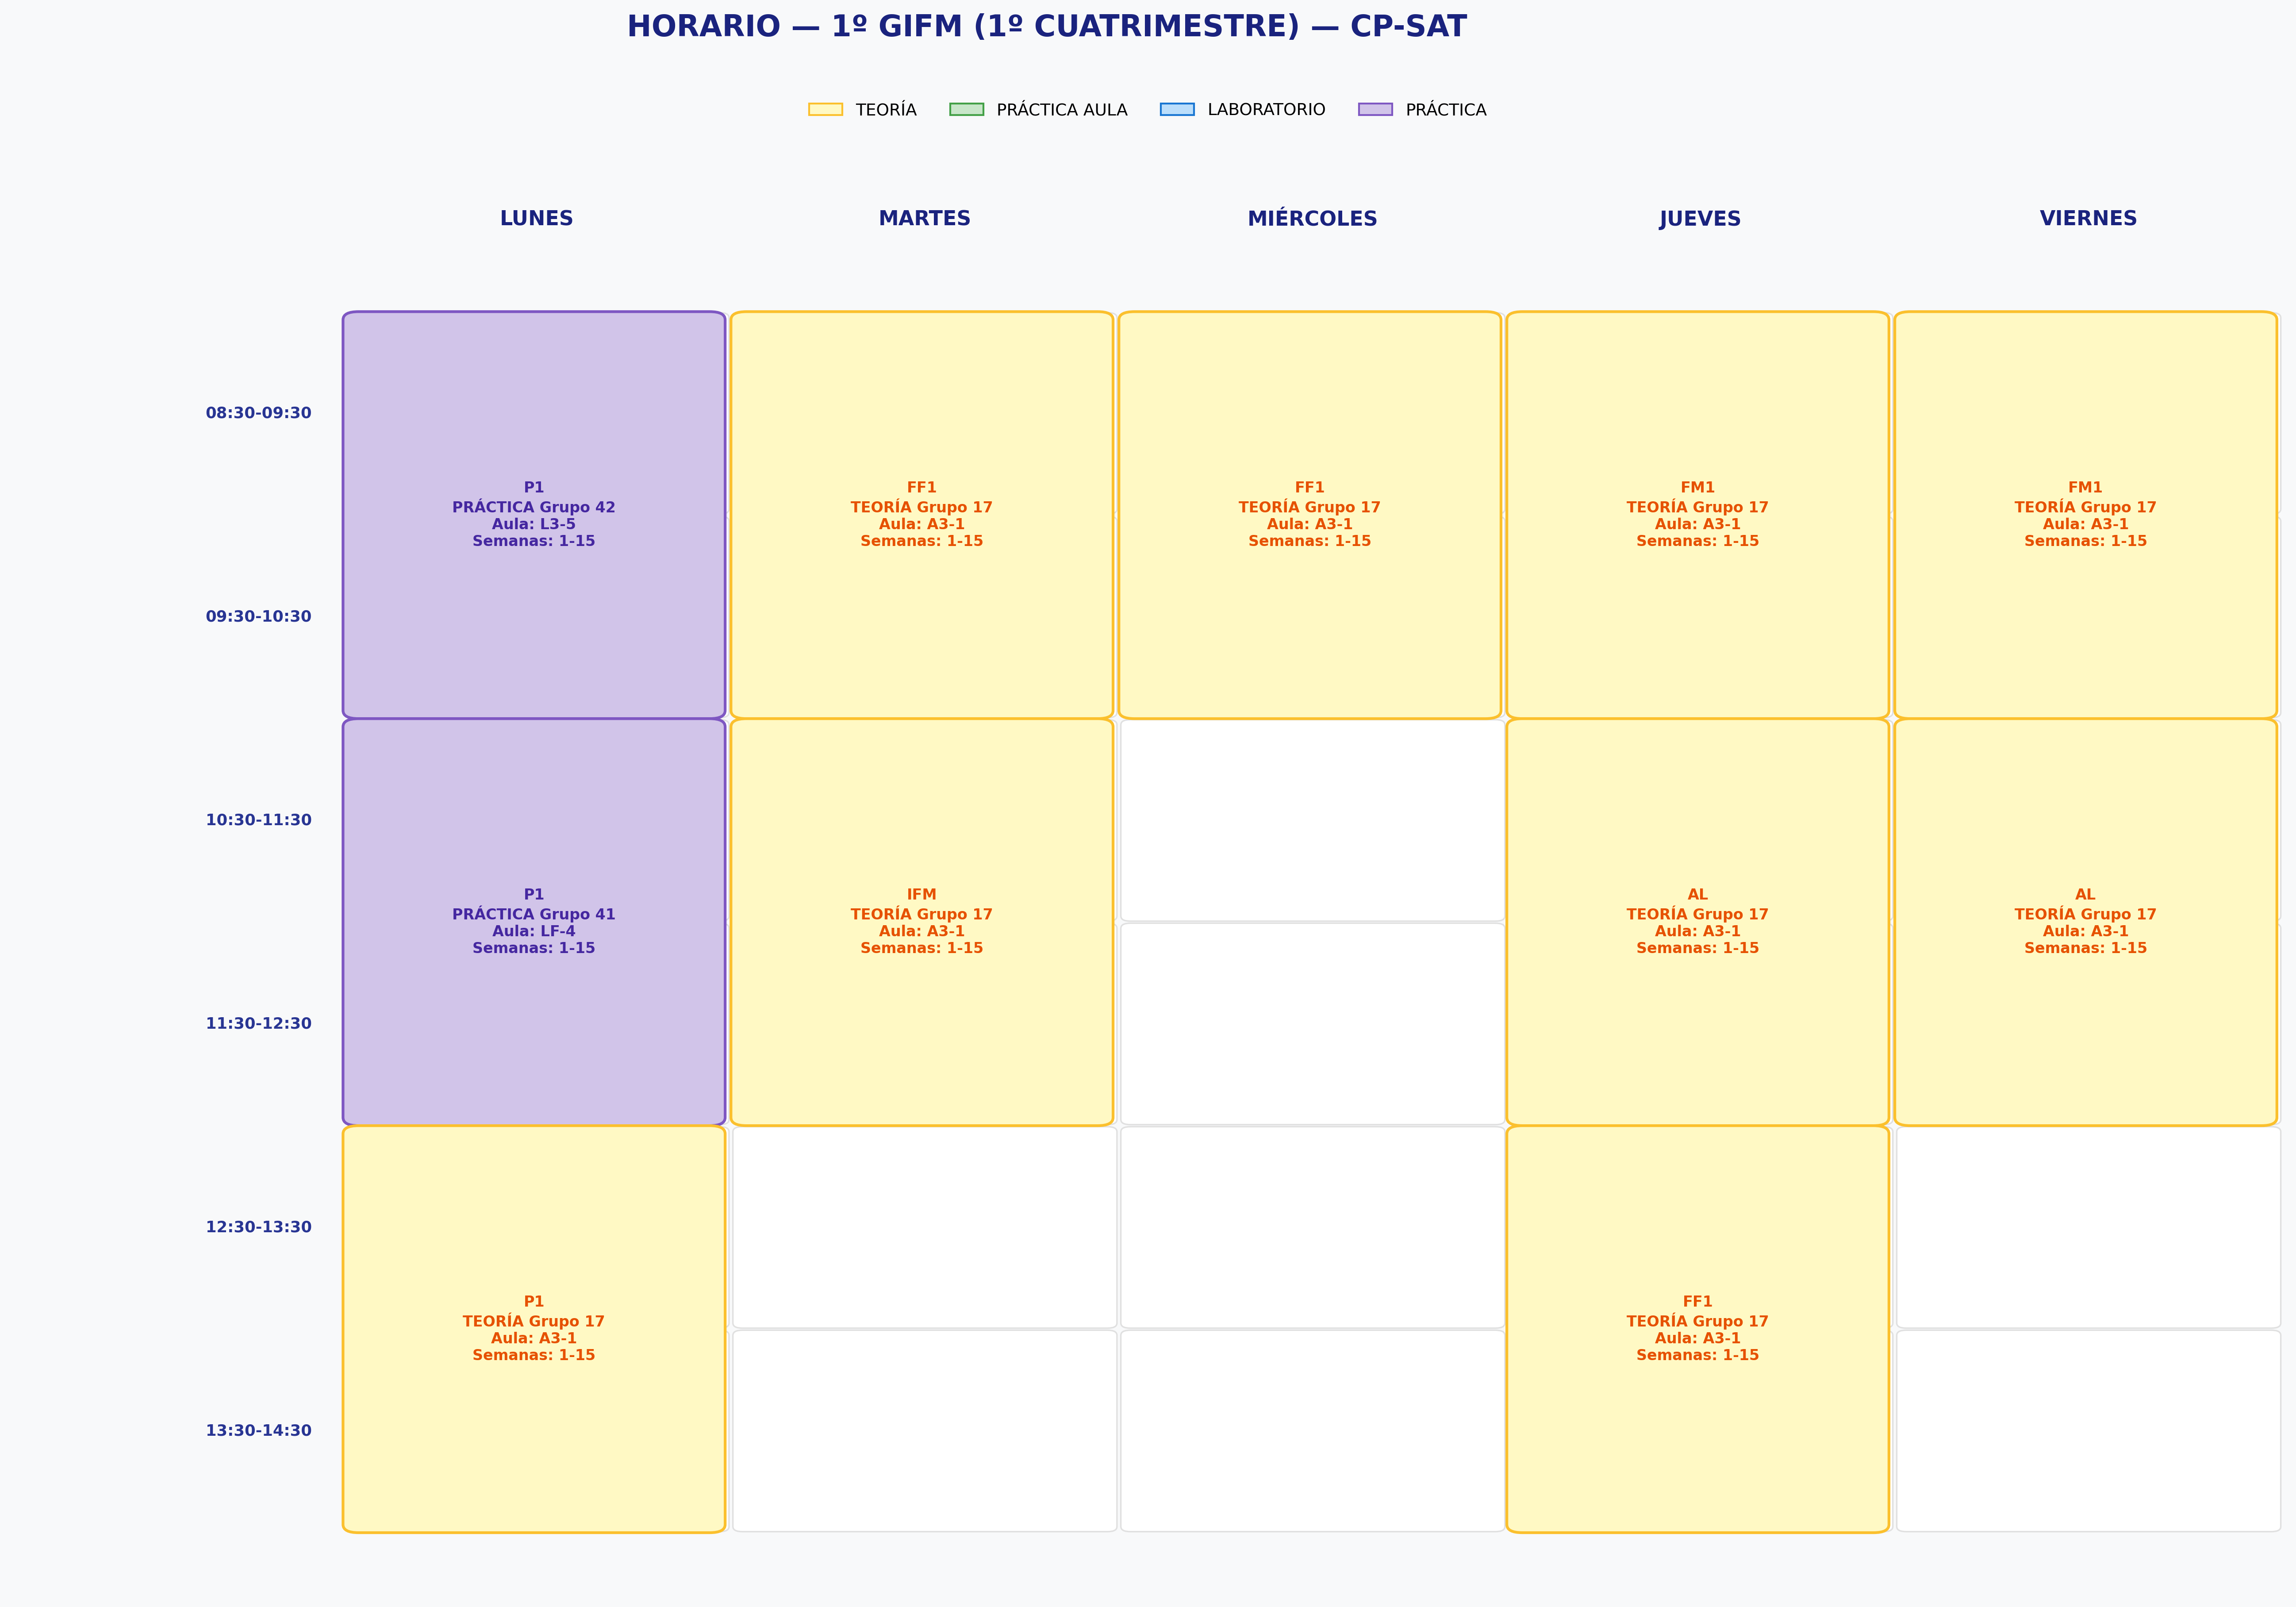 HORARIO — 1º GIFM (1º CUATRIMESTRE) — CP-SAT
TEORÍA
PRÁCTICA AULA
LABORATORIO
PRÁCTICA
LUNES
MARTES
MIÉRCOLES
JUEVES
VIERNES
08:30-09:30
09:30-10:30
P1
PRÁCTICA Grupo 42
Aula: L3-5
Semanas: 1-15
FF1
TEORÍA Grupo 17
Aula: A3-1
Semanas: 1-15
FF1
TEORÍA Grupo 17
Aula: A3-1
Semanas: 1-15
FM1
TEORÍA Grupo 17
Aula: A3-1
Semanas: 1-15
FM1
TEORÍA Grupo 17
Aula: A3-1
Semanas: 1-15
10:30-11:30
11:30-12:30
P1
PRÁCTICA Grupo 41
Aula: LF-4
Semanas: 1-15
IFM
TEORÍA Grupo 17
Aula: A3-1
Semanas: 1-15
AL
TEORÍA Grupo 17
Aula: A3-1
Semanas: 1-15
AL
TEORÍA Grupo 17
Aula: A3-1
Semanas: 1-15
12:30-13:30
13:30-14:30
P1
TEORÍA Grupo 17
Aula: A3-1
Semanas: 1-15
FF1
TEORÍA Grupo 17
Aula: A3-1
Semanas: 1-15